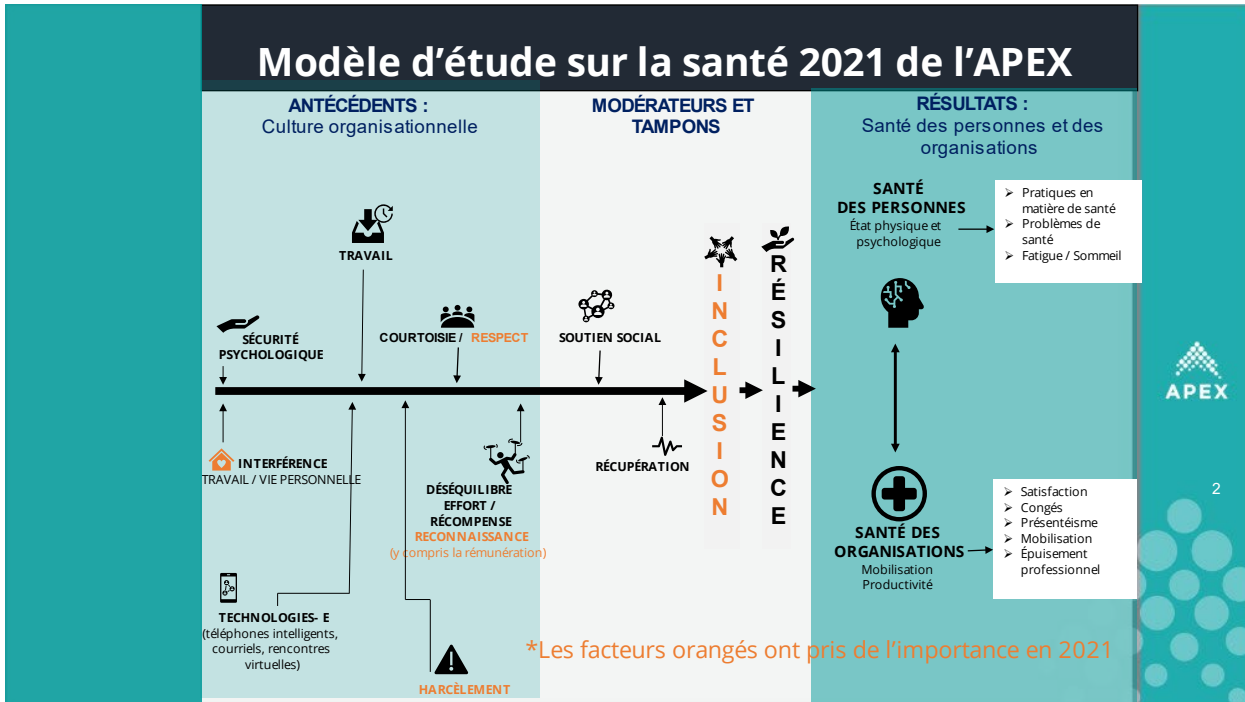 Modèle d’étude sur la santé 2021 de l’APEX
ANTÉCÉDENTS :
Culture organisationnelle
MODÉRATEURS ET
TAMPONS
RÉSULTATS :
Santé des personnes et des
organisations
TRAVAIL
SÉCURITÉ
PSYCHOLOGIQUE
COURTOISIE / RESPECT
INTERFÉRENCE
TRAVAIL / VIE PERSONNELLE
DÉSÉQUILIBRE
EFFORT /
RÉCOMPENSE
RECONNAISSANCE
(y compris la rémunération)
TECHNOLOGIES- E
(téléphones intelligents,
courriels, rencontres
virtuelles)
HARCÈLEMENT
SOUTIEN SOCIAL
RÉCUPÉRATION
INCLUSION
RÉSILIENCE
SANTÉ
DES PERSONNES
État physique et
psychologique
Pratiques en
matière de santé
Problèmes de
santé
Fatigue / Sommeil
SANTÉ DES
ORGANISATIONS
Mobilisation
Productivité
Satisfaction
Congés
Présentéisme
Mobilisation
Épuisement
professionnel
*Les facteurs orangés ont pris de l’importance en 2021
APEX
2